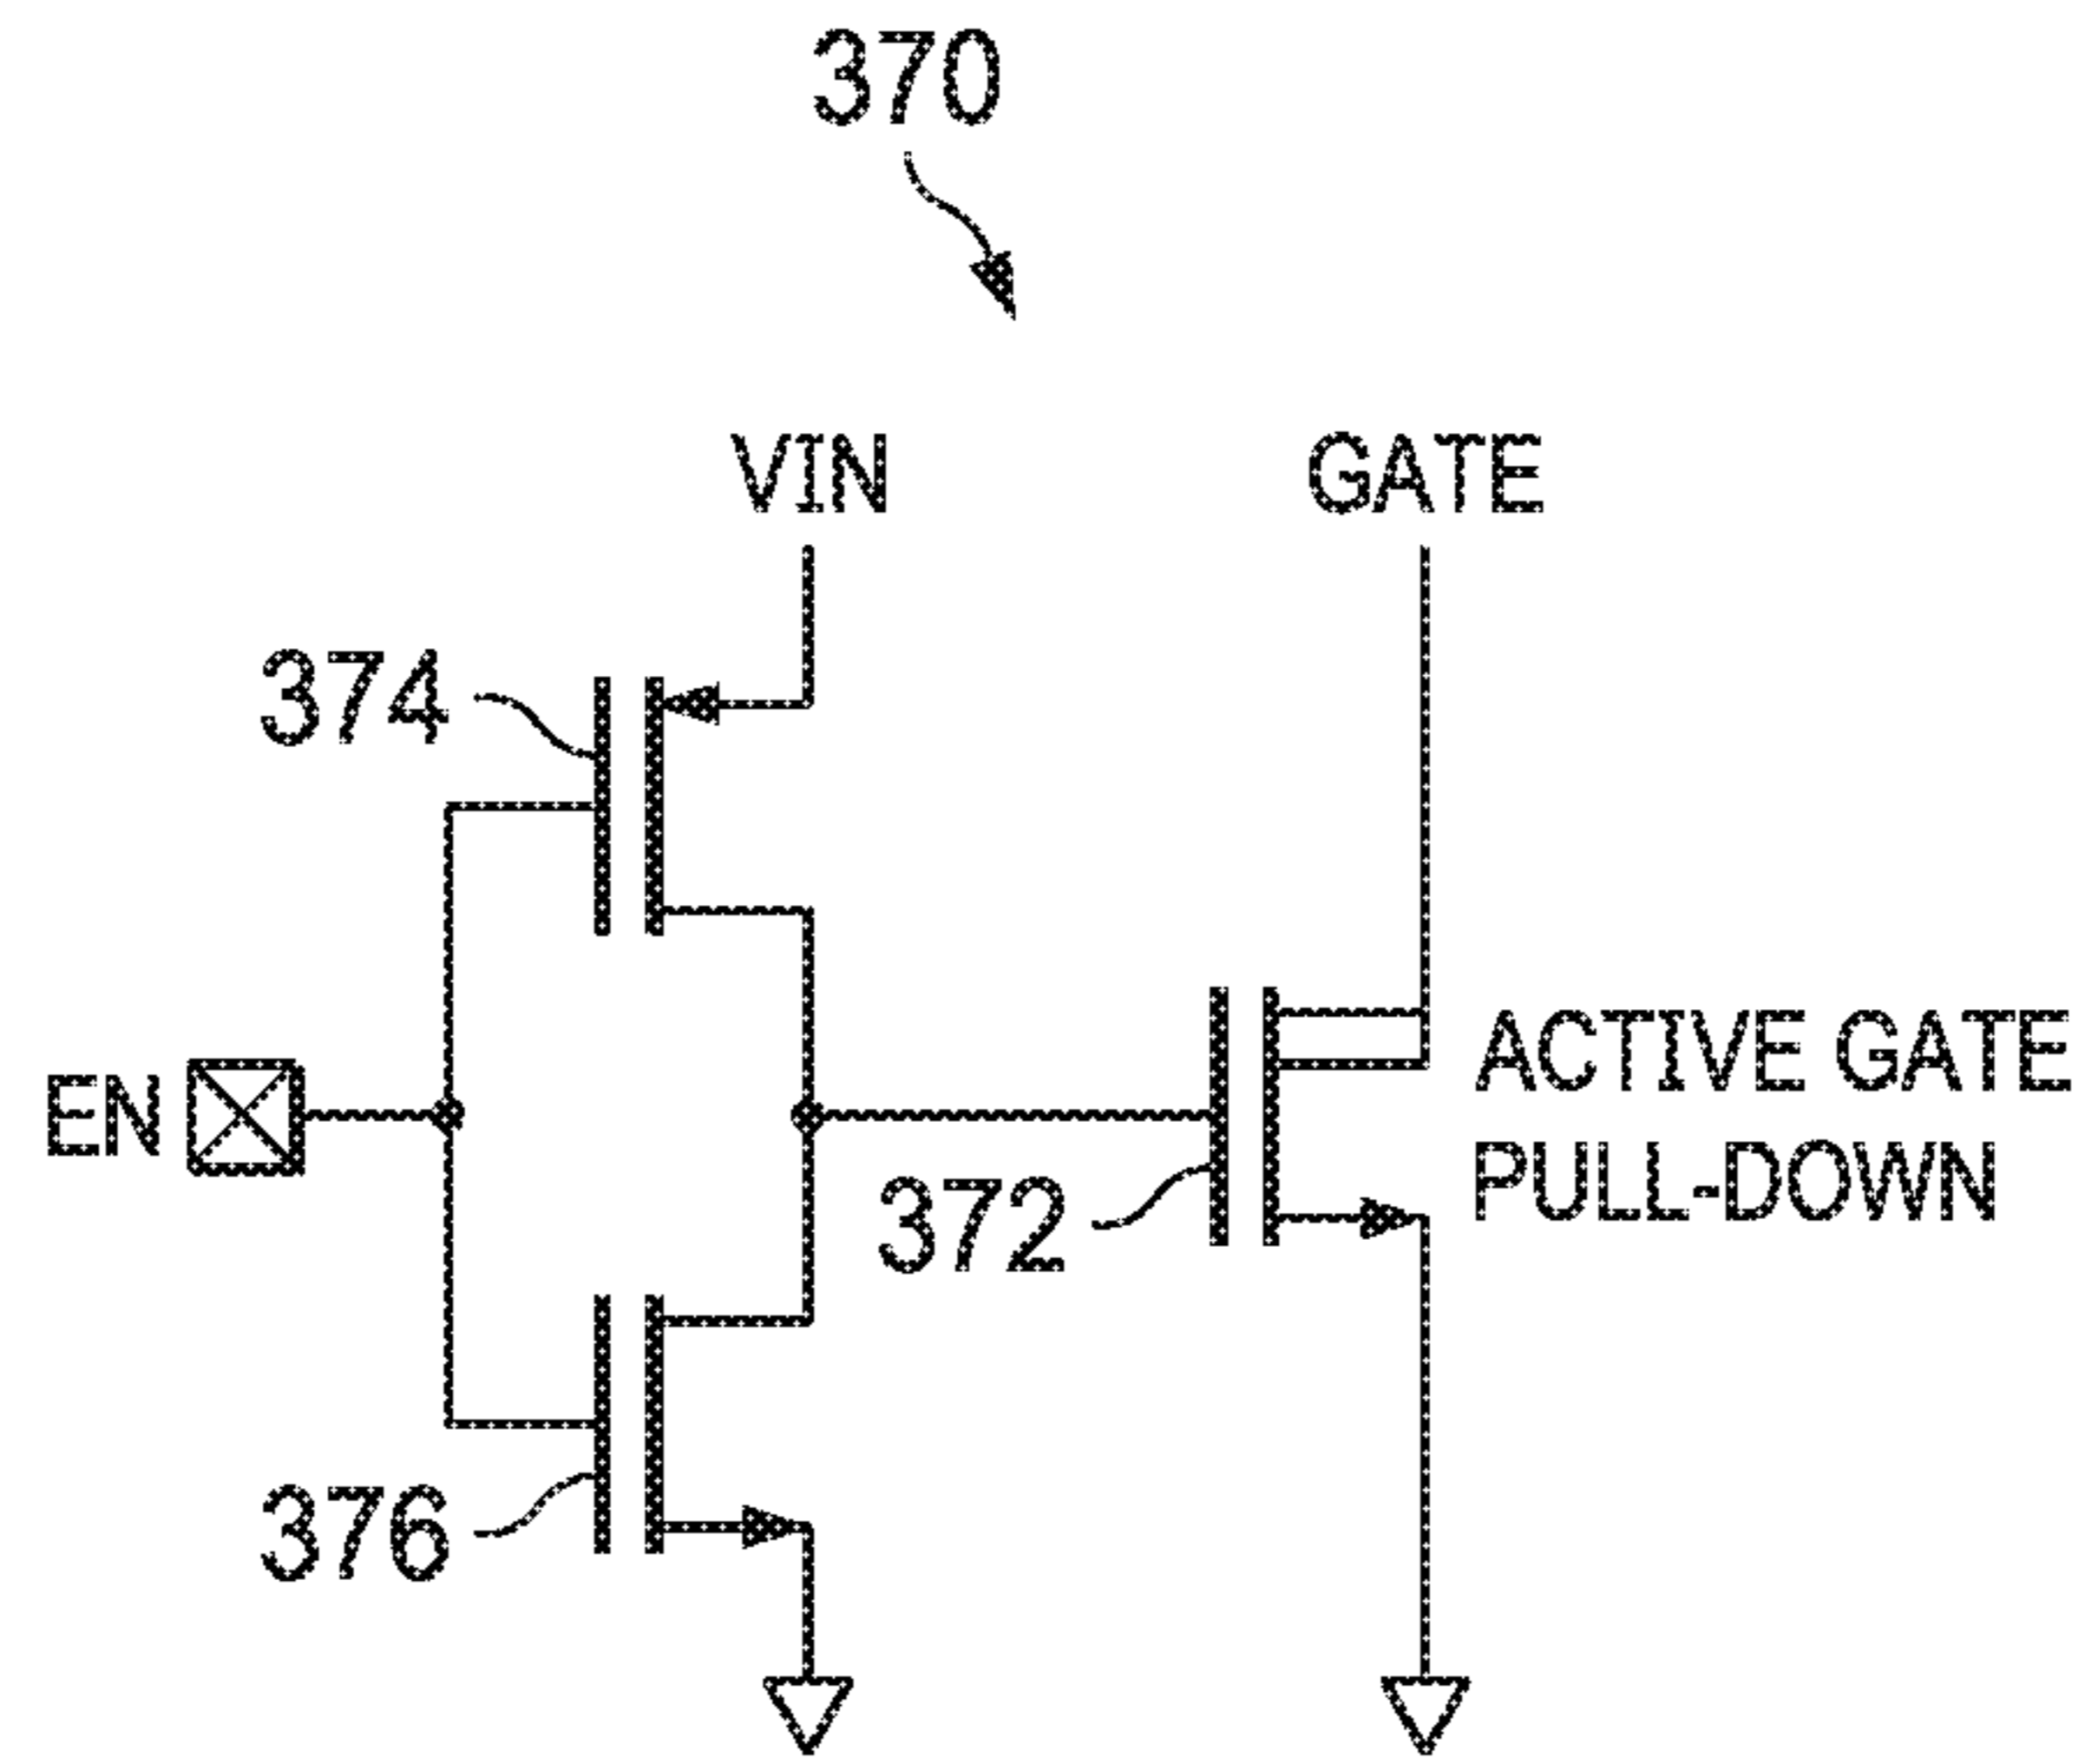 370
VIN
GATE
374
EN
ACTIVE GATE
PULL-DOWN
372
376